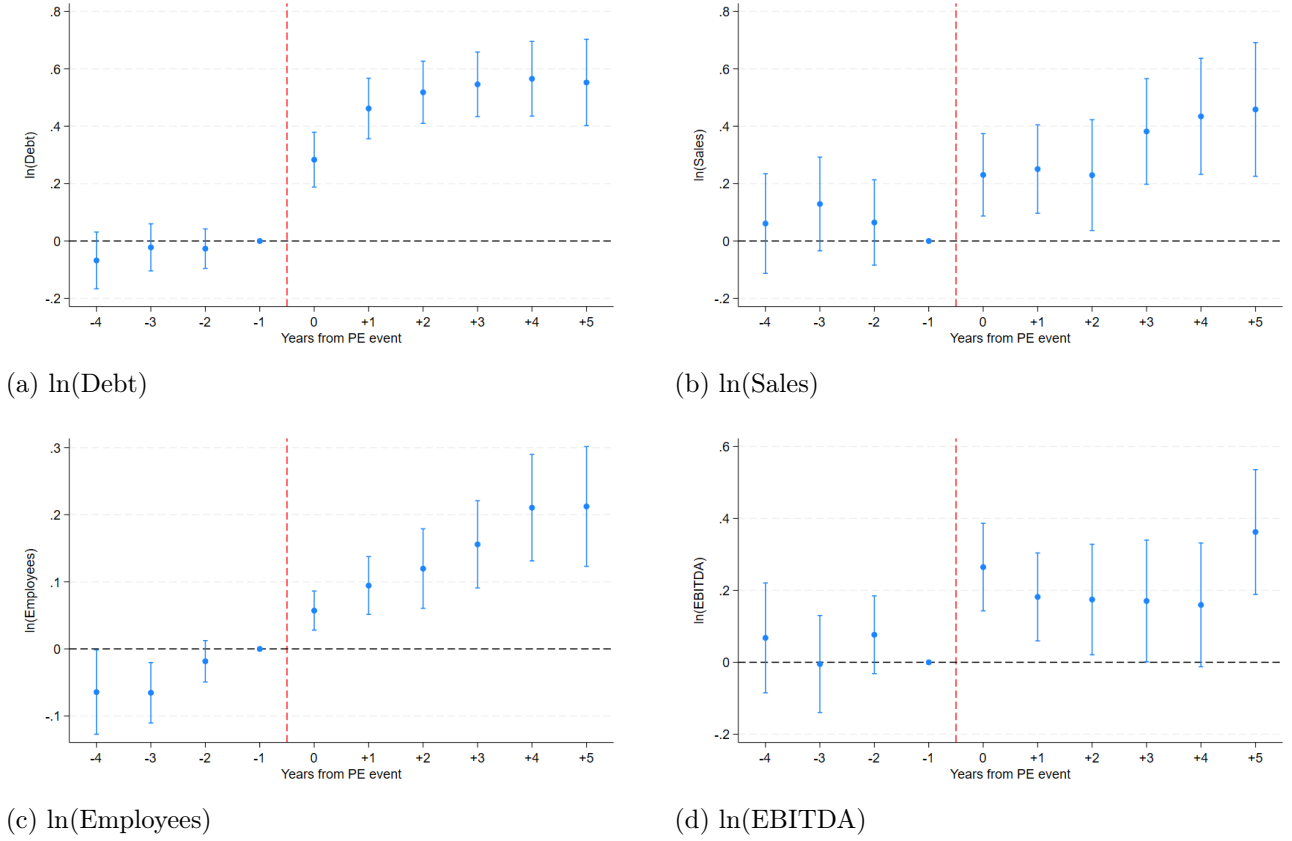 .8
.6
.4
.2
0
-.2
ln(Debt)
-4 -3 -2 -1 0 +1 +2 +3 +4 +5
Years from PE event
(a) ln(Debt)
.8
.6
.4
.2
0
-.2
ln(Sales)
-4 -3 -2 -1 0 +1 +2 +3 +4 +5
Years from PE event
(b) ln(Sales)
.3
.2
.1
0
-.1
ln(Employees)
-4 -3 -2 -1 0 +1 +2 +3 +4 +5
Years from PE event
(c) ln(Employees)
.6
.4
.2
0
-.2
ln(EBITDA)
-4 -3 -2 -1 0 +1 +2 +3 +4 +5
Years from PE event
(d) ln(EBITDA)